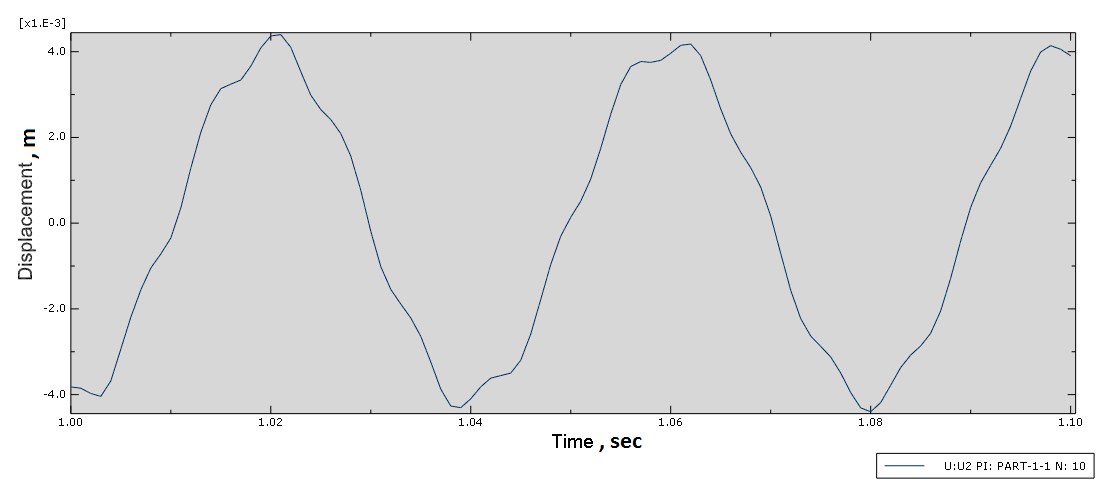 [x1.E-3]
4.0
2.0
0.0
-2.0
-4.0
Displacement , m
1.00 1.02 1.04 1.06 1.08 1.10
Time , sec
U:U2 PI: PART-1-1 N: 10